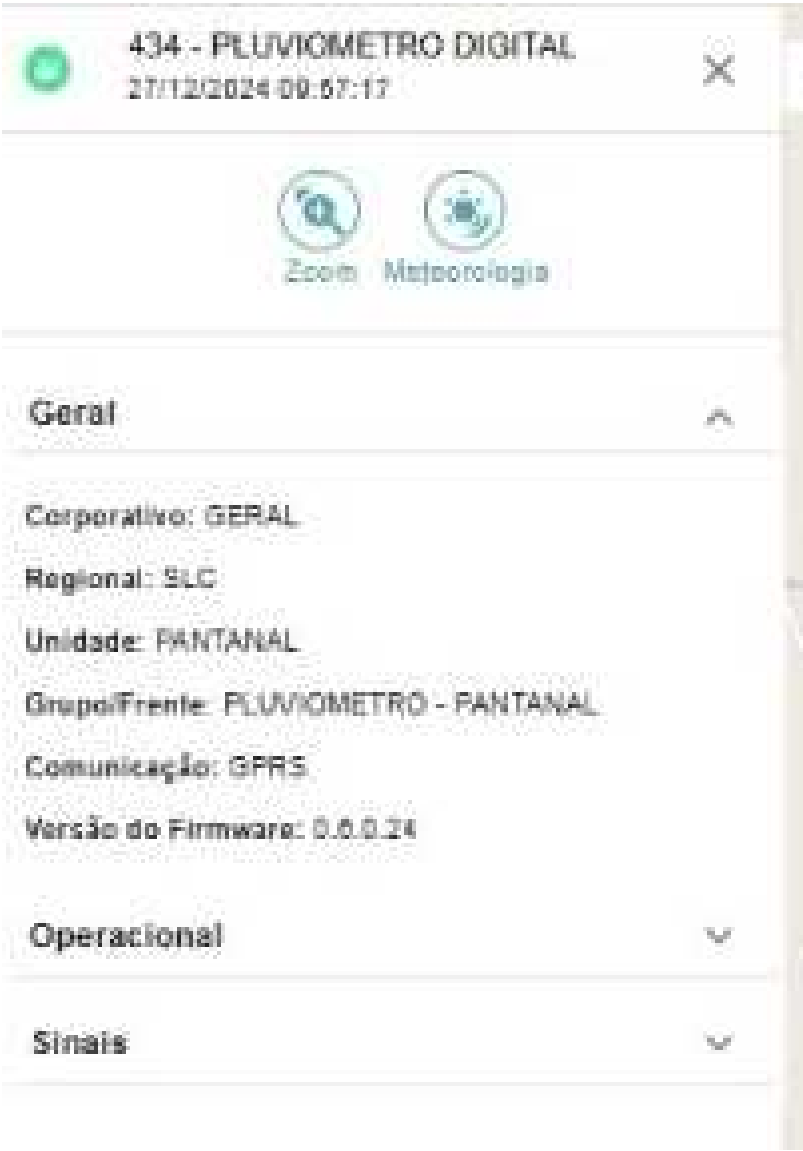 434 - PLUVIOMETRO DIGITAL
27/12/2024 09:57:17
Zoom Meteorologia
Geral
Corporativo: GERAL
Regional: SLC
Unidade: PANTANAL
Grupo/Frente: PLUVIOMETRO - PANTANAL
Comunicação: GPRS
Versão do Firmware: 0.6.0.24
Operacional
Sinais